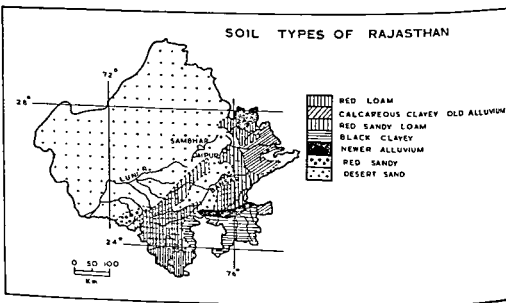 SOIL TYPES OF RAJASTHAN
72°
28°
RED LOAM
CALCAREOUS CLAYEY OLD ALLUVIUM
RED SANDY LOAM
BLACK CLAYEY
NEWER ALLUVIUM
RED SANDY
DESERT SAND
SAMBHAR
JAIPUR
LUNI R.
24°
76°
0 50 100
Km